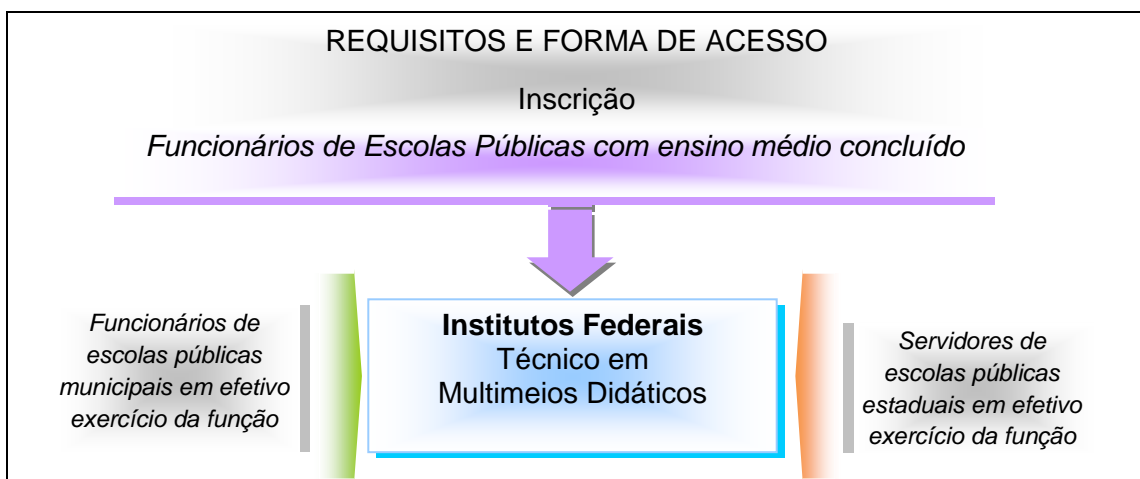 REQUISITOS E FORMA DE ACESSO
Inscrição
Funcionários de Escolas Públicas com ensino médio concluído
Funcionários de
escolas públicas
municipais em efetivo
exercício da função
Institutos Federais
Técnico em
Multimeios Didáticos
Servidores de
escolas públicas
estaduais em efetivo
exercício da função